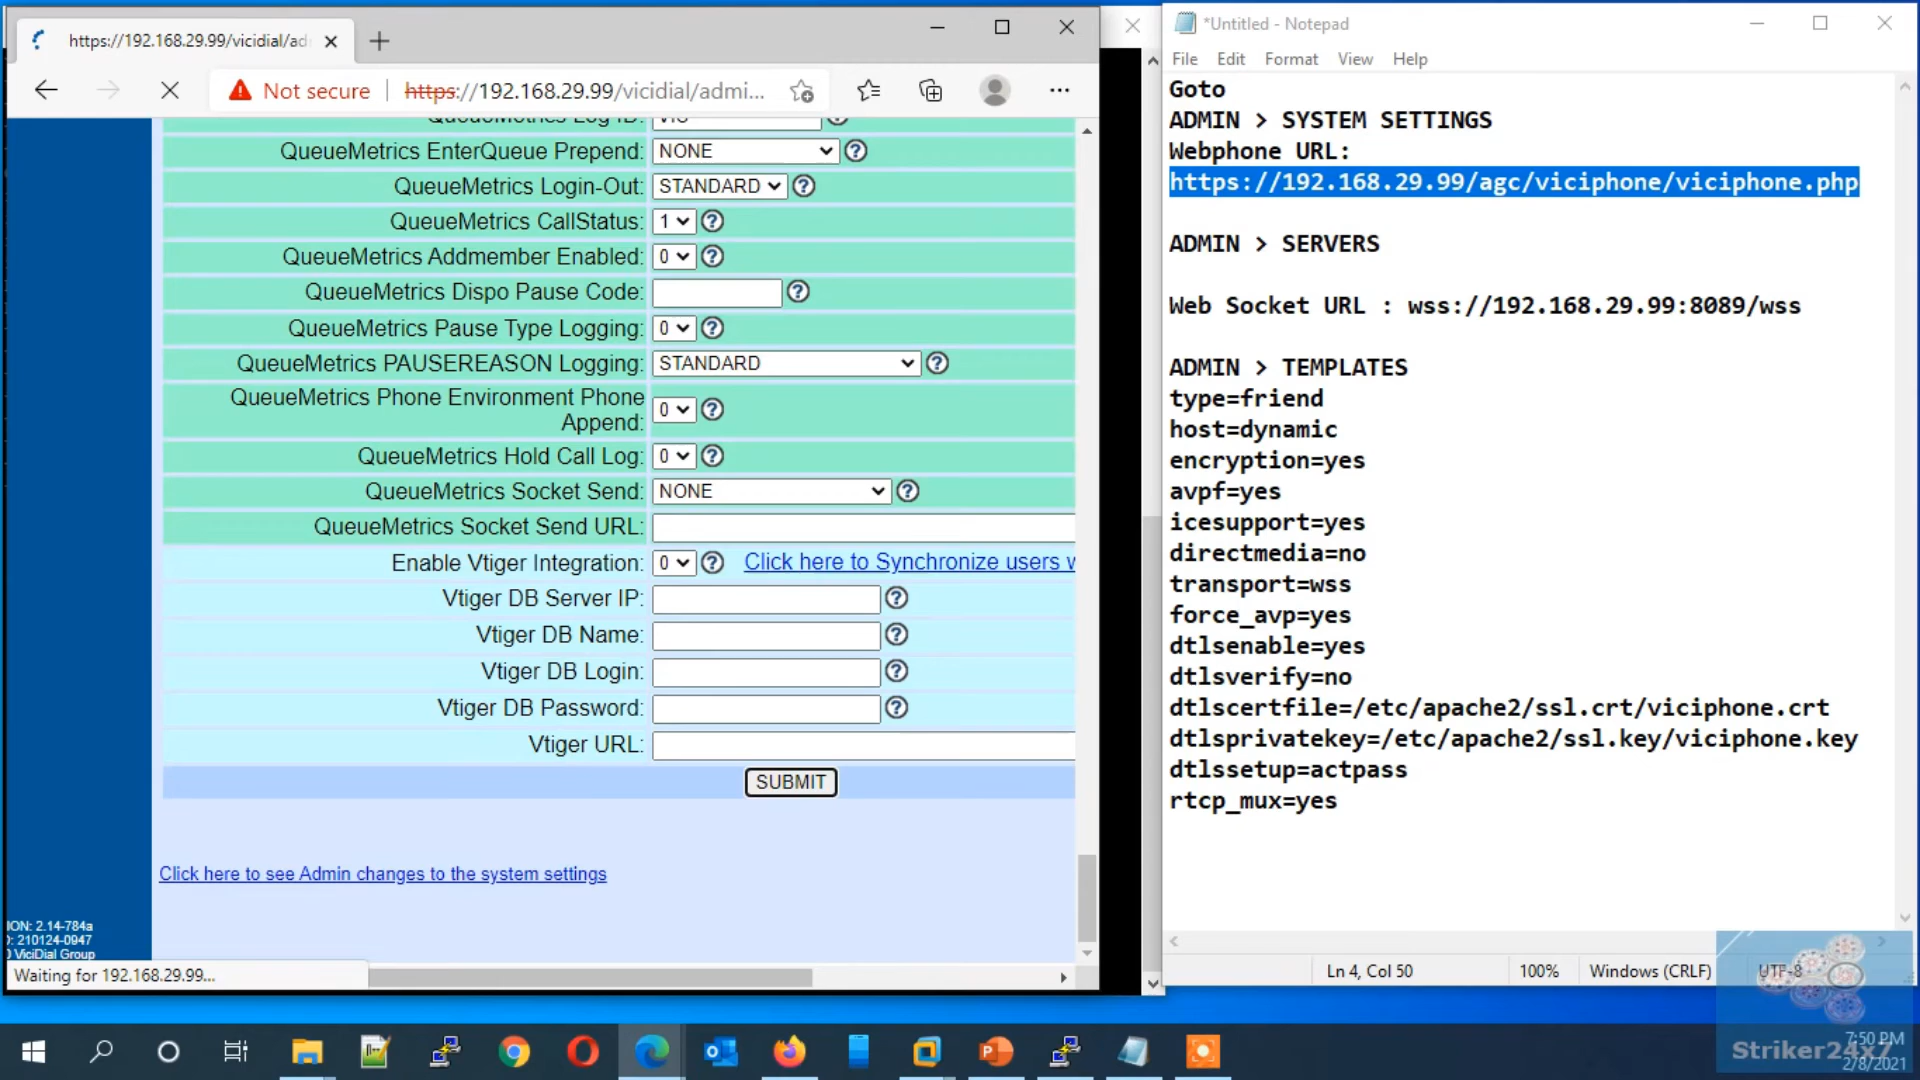 https://192.168.29.99/vicidial/ad
Not secure
https://192.168.29.99/vicidial/admi...
QueueMetrics Log ID:
VIC
QueueMetrics EnterQueue Prepend: NONE
QueueMetrics Login-Out: STANDARD
QueueMetrics CallStatus: 1
QueueMetrics Addmember Enabled: 0
QueueMetrics Dispo Pause Code:
QueueMetrics Pause Type Logging: 0
QueueMetrics PAUSEREASON Logging: STANDARD
QueueMetrics Phone Environment Phone
Append: 0
QueueMetrics Hold Call Log: 0
QueueMetrics Socket Send: NONE
QueueMetrics Socket Send URL:
Enable Vtiger Integration: 0 Click here to Synchronize users w
Vtiger DB Server IP:
Vtiger DB Name:
Vtiger DB Login:
Vtiger DB Password:
Vtiger URL:
SUBMIT
Click here to see Admin changes to the system settings
ION: 2.14-784a
D: 210124-0947
ViciDial Group
Waiting for 192.168.29.99...
*Untitled - Notepad
File Edit Format View Help
Goto
ADMIN > SYSTEM SETTINGS
Webphone URL:
https://192.168.29.99/agc/viciphone/viciphone.php
ADMIN > SERVERS
Web Socket URL : wss://192.168.29.99:8089/wss
ADMIN > TEMPLATES
type=friend
host=dynamic
encryption=yes
avpf=yes
icesupport=yes
directmedia=no
transport=wss
force_avp=yes
dtlsenable=yes
dtlsverify=no
dtlscertfile=/etc/apache2/ssl.crt/viciphone.crt
dtlsprivatekey=/etc/apache2/ssl.key/viciphone.key
dtlssetup=actpass
rtcp_mux=yes
Ln 4, Col 50 100% Windows (CRLF) UTF-8
7:50 PM
Striker24x7
2/8/2021